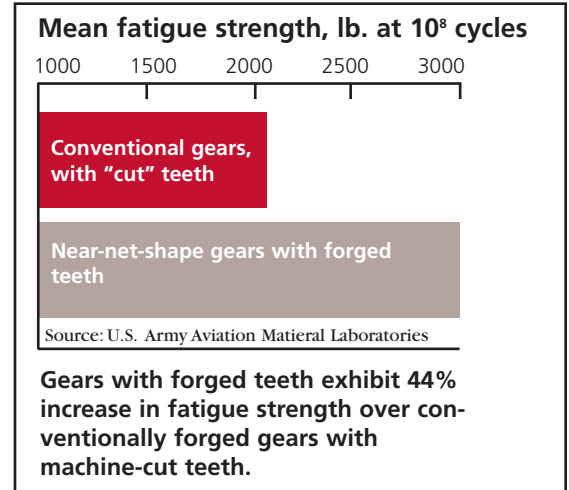 Mean fatigue strength, lb. at 10⁸ cycles
1000 1500 2000 2500 3000
Conventional gears,
with “cut” teeth
Near-net-shape gears with forged
teeth
Source: U.S. Army Aviation Matieral Laboratories
Gears with forged teeth exhibit 44%
increase in fatigue strength over con-
ventionally forged gears with
machine-cut teeth.